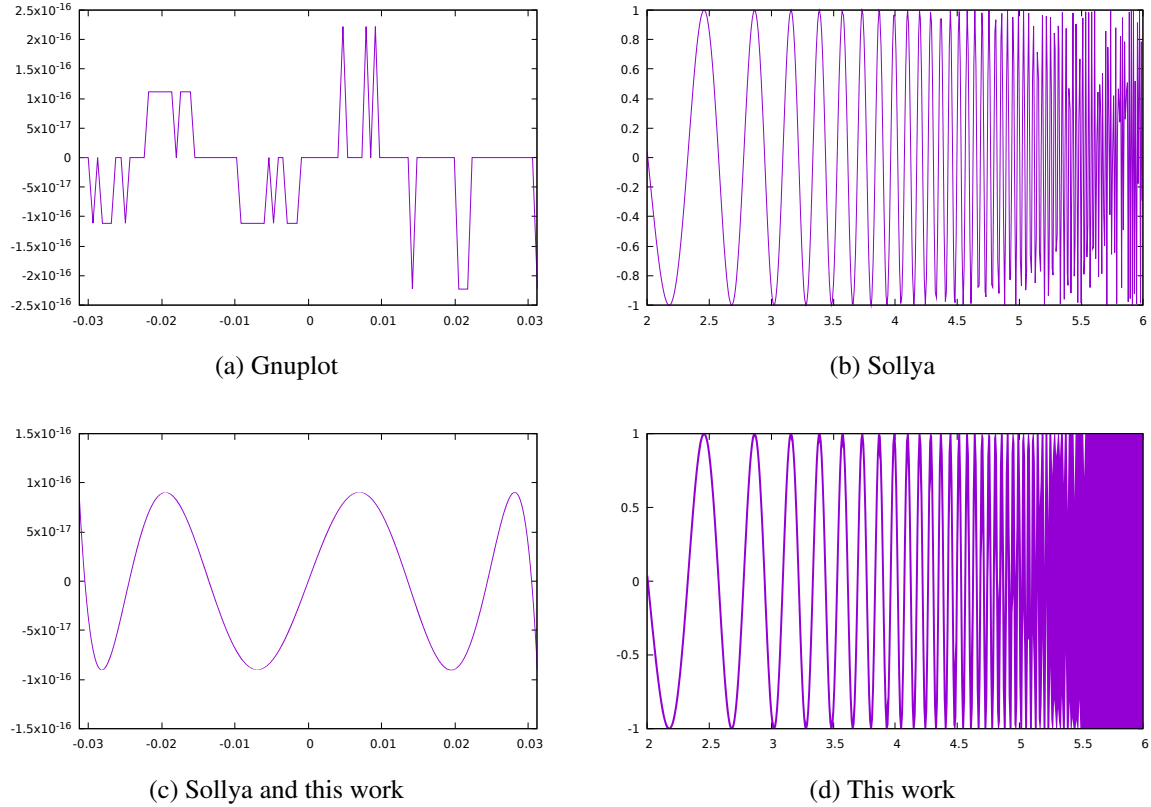 2.5x10-16
2x10-16
1.5x10-16
1x10-16
5x10-17
0
-5x10-17
-1x10-16
-1.5x10-16
-2x10-16
-2.5x10-16
-0.03 -0.02 -0.01 0 0.01 0.02 0.03
(a) Gnuplot
1
0.8
0.6
0.4
0.2
0
-0.2
-0.4
-0.6
-0.8
-1
2 2.5 3 3.5 4 4.5 5 5.5 6
(b) Sollya
1.5x10-16
1x10-16
5x10-17
0
-5x10-17
-1x10-16
-1.5x10-16
-0.03 -0.02 -0.01 0 0.01 0.02 0.03
(c) Sollya and this work
1
0.5
0
-0.5
-1
2 2.5 3 3.5 4 4.5 5 5.5 6
(d) This work